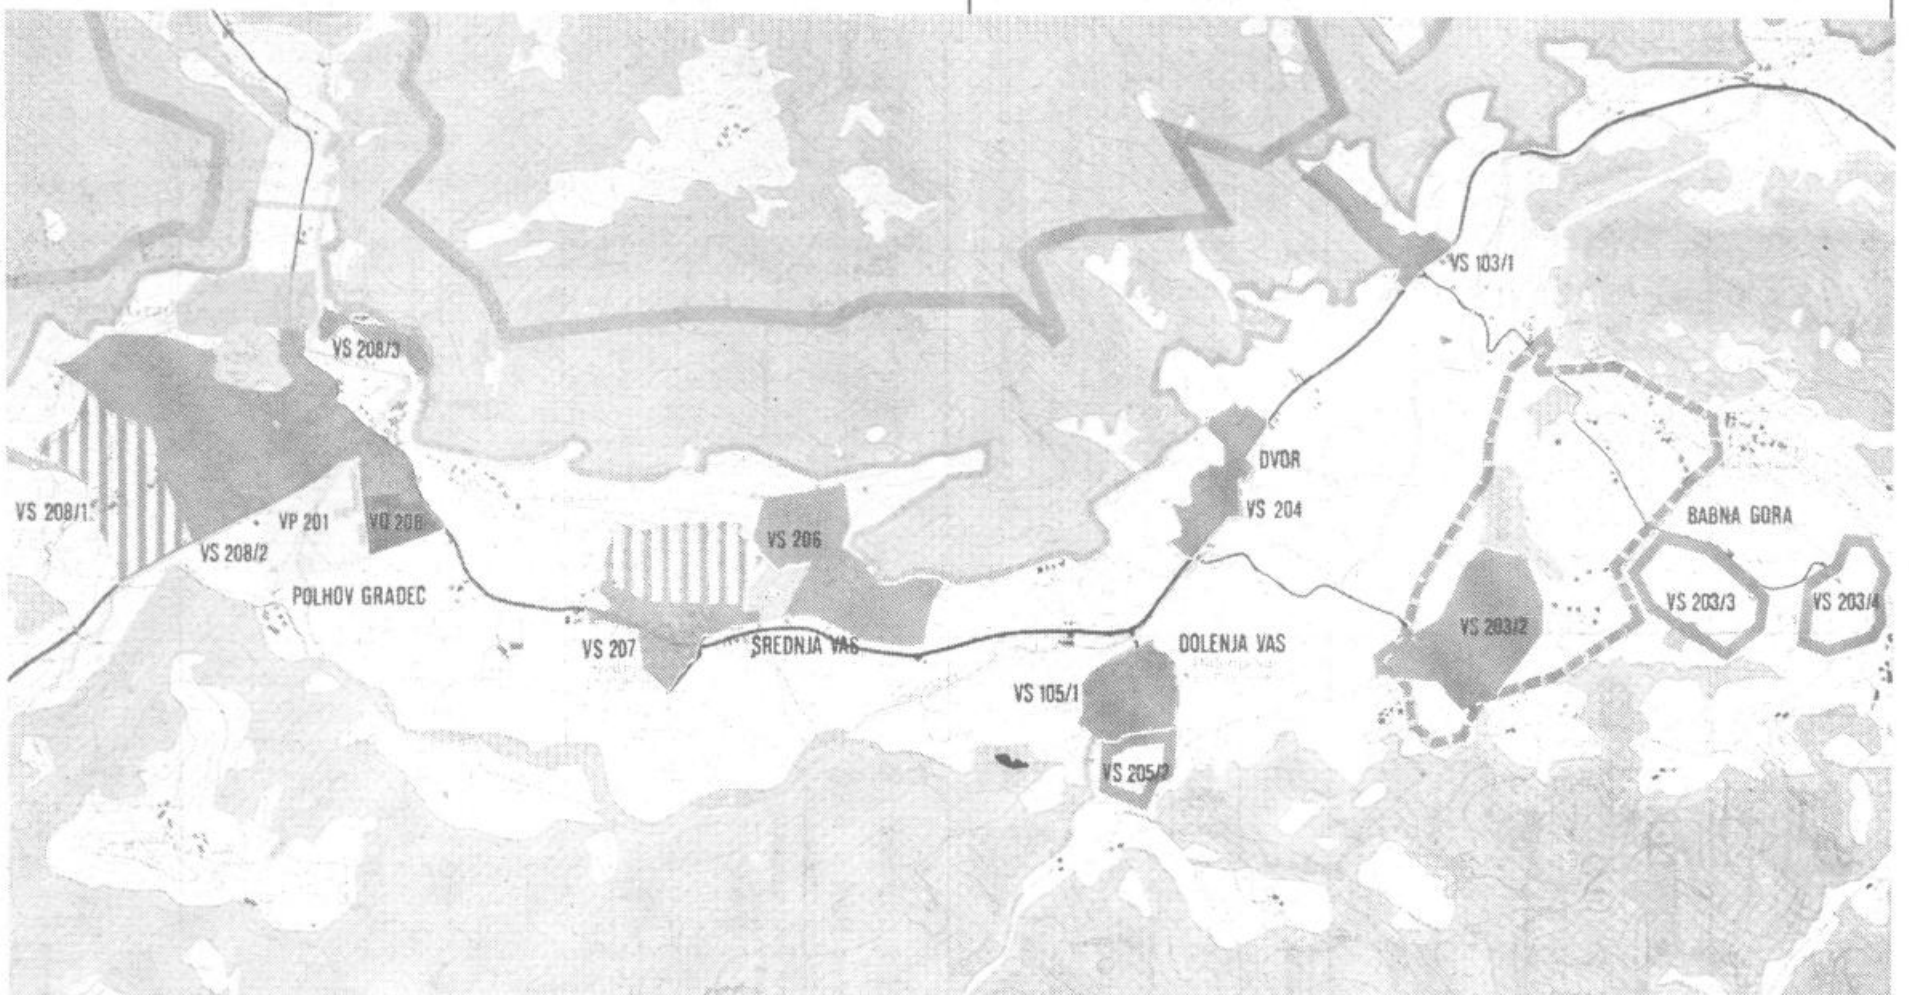 VS 103/1
VS 208/3
DVOR
VS 204
VS 208/1
VP 201
VO 208
VS 208/2
VS 206
BABNA GORA
POLHOV GRADEC
VS 203/3
VS 203/4
VS 203/2
VS 207
SREDNJA VAS
DOLENJA VAS
VS 105/1
VS 205/2